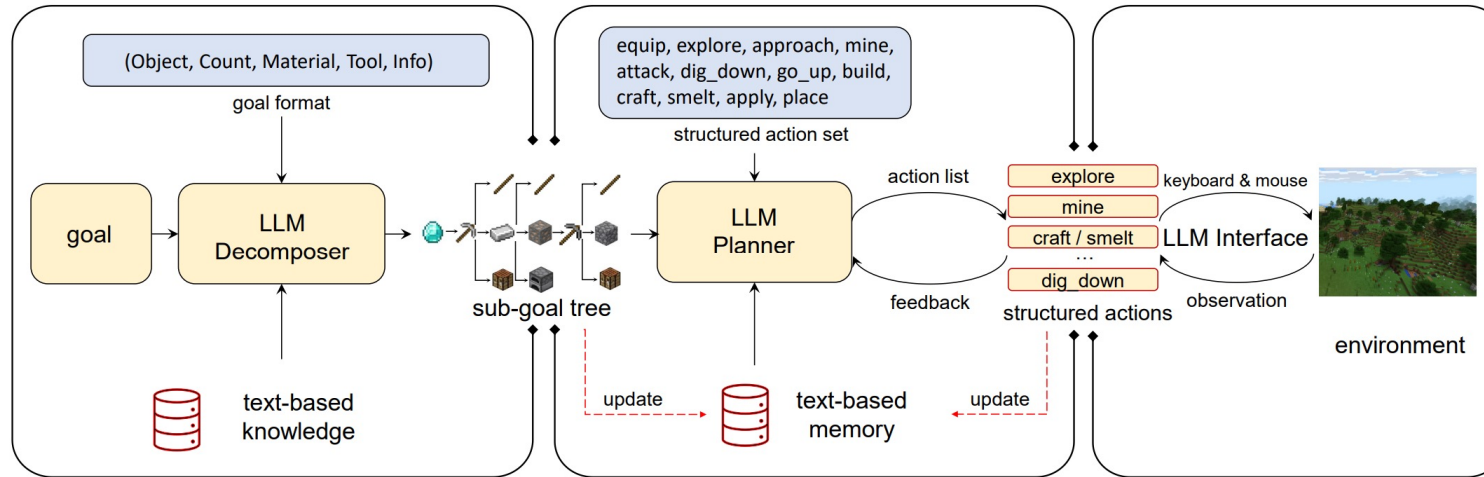 (Object, Count, Material, Tool, Info)
goal format
goal
LLM
Decomposer
text-based
knowledge
sub-goal tree
equip, explore, approach, mine,
attack, dig_down, go_up, build,
craft, smelt, apply, place
structured action set
LLM
Planner
update
text-based
memory
update
action list
feedback
explore
mine
craft / smelt
...
dig_down
structured actions
keyboard & mouse
LLM Interface
observation
environment